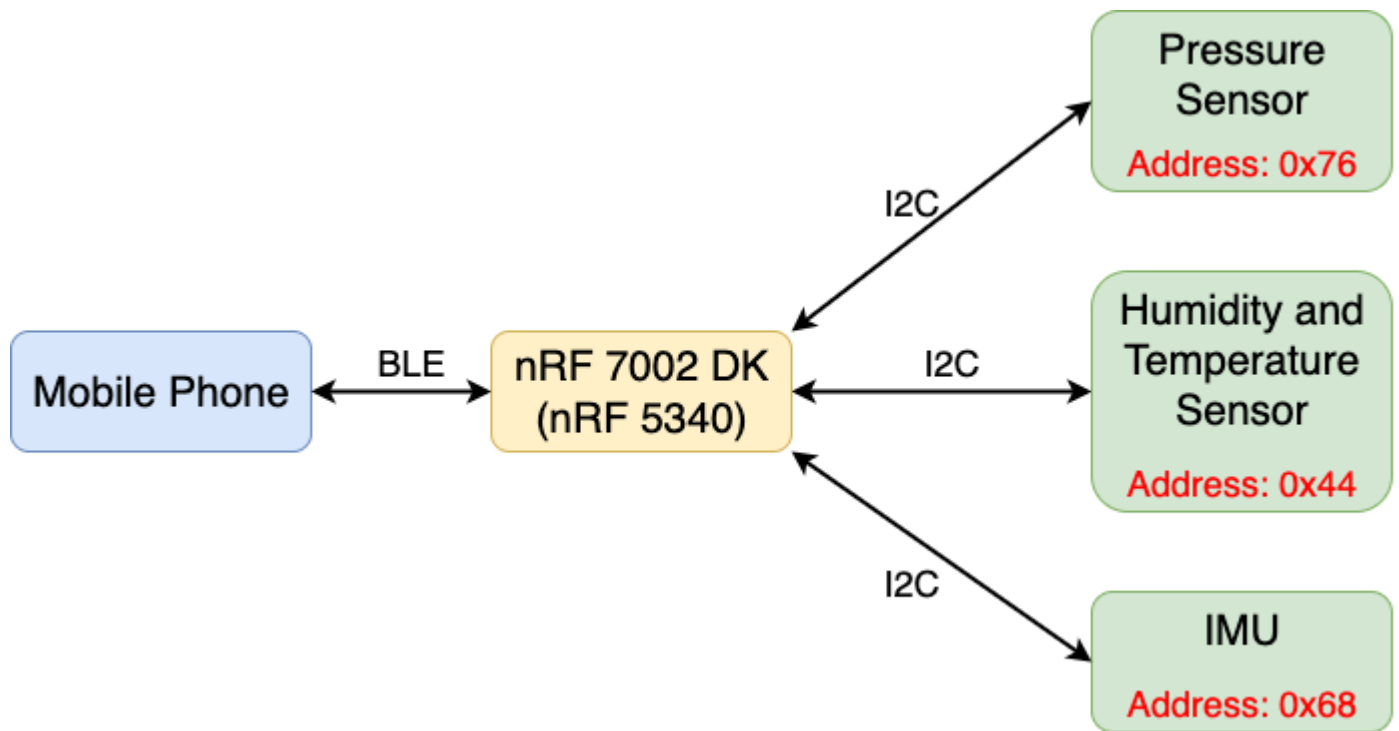 Mobile Phone
BLE
nRF 7002 DK
(nRF 5340)
I2C
Pressure
Sensor
Address: 0x76
I2C
Humidity and
Temperature
Sensor
Address: 0x44
I2C
IMU
Address: 0x68